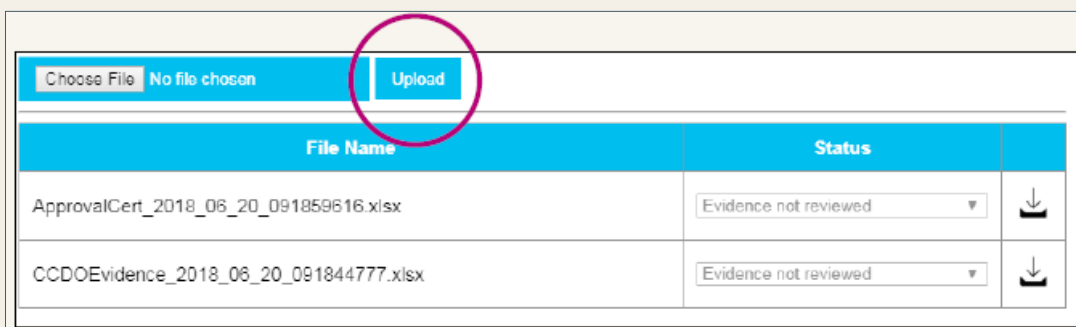 Choose File No file chosen Upload
File Name Status
ApprovalCert_2018_06_20_091859616.xlsx Evidence not reviewed
CCDOEvidence_2018_06_20_091844777.xlsx Evidence not reviewed